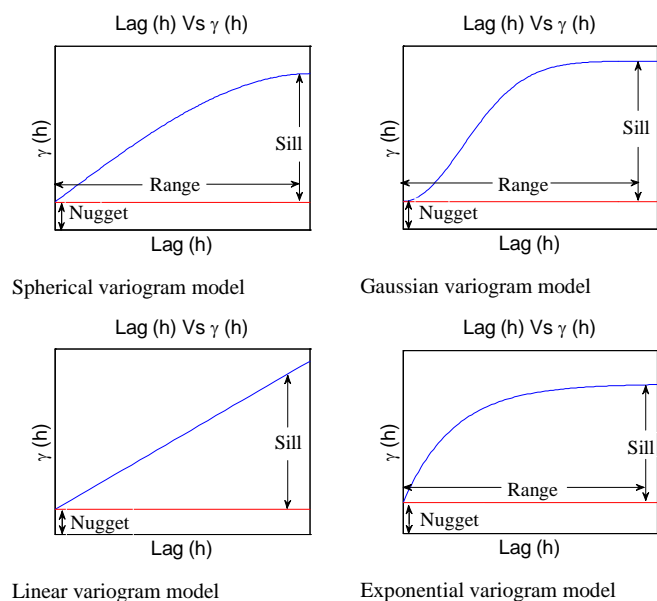 Lag (h) Vs γ (h)
γ (h)
Sill
Range
Nugget
Lag (h)
Spherical variogram model
Lag (h) Vs γ (h)
Sill
Range
Nugget
Lag (h)
Gaussian variogram model
Lag (h) Vs γ (h)
γ (h)
Sill
Nugget
Lag (h)
Linear variogram model
Lag (h) Vs γ (h)
γ (h)
Sill
Range
Nugget
Lag (h)
Exponential variogram model